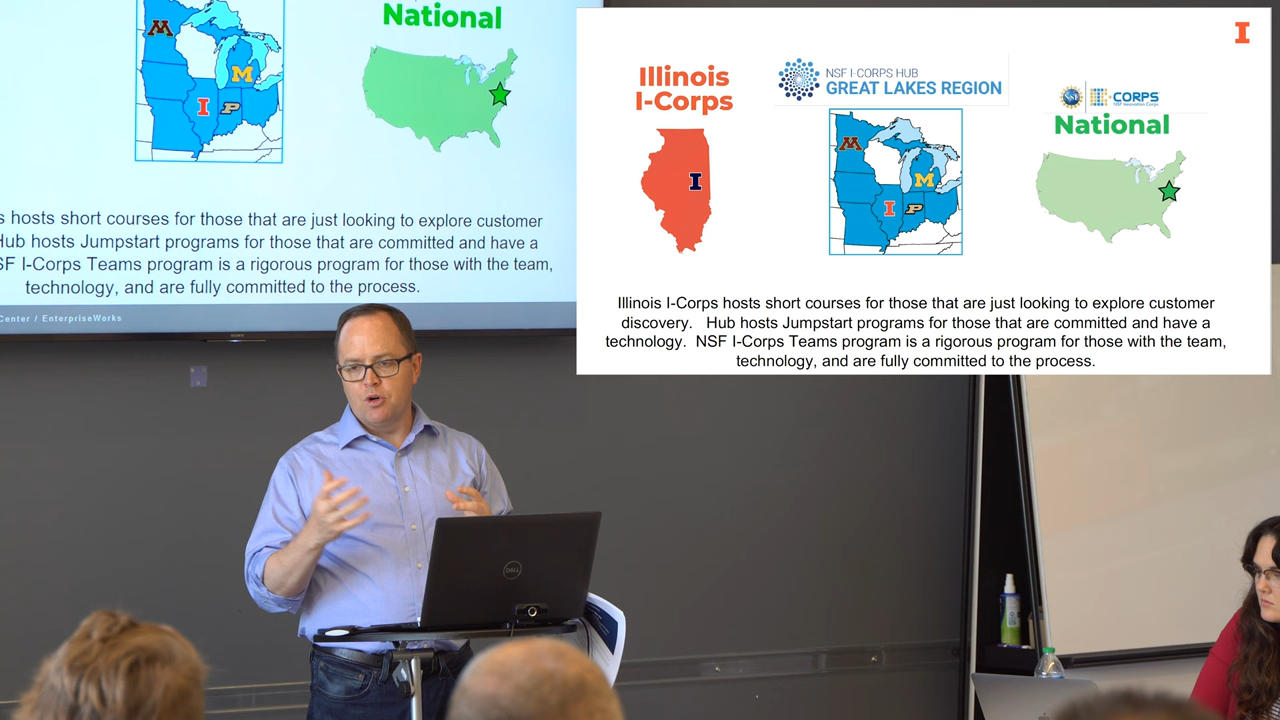 National
M
M
I
P
s hosts short courses for those that are just looking to explore customer
Hub hosts Jumpstart programs for those that are committed and have a
SF I-Corps Teams program is a rigorous program for those with the team,
technology, and are fully committed to the process.
Center / EnterpriseWorks
SONY
DELL
I
Illinois
I-Corps
NSF I-CORPS HUB
GREAT LAKES REGION
NSF
CORPS
NSF Innovation Corps
National
I
M
M
I
P
Illinois I-Corps hosts short courses for those that are just looking to explore customer
discovery. Hub hosts Jumpstart programs for those that are committed and have a
technology. NSF I-Corps Teams program is a rigorous program for those with the team,
technology, and are fully committed to the process.